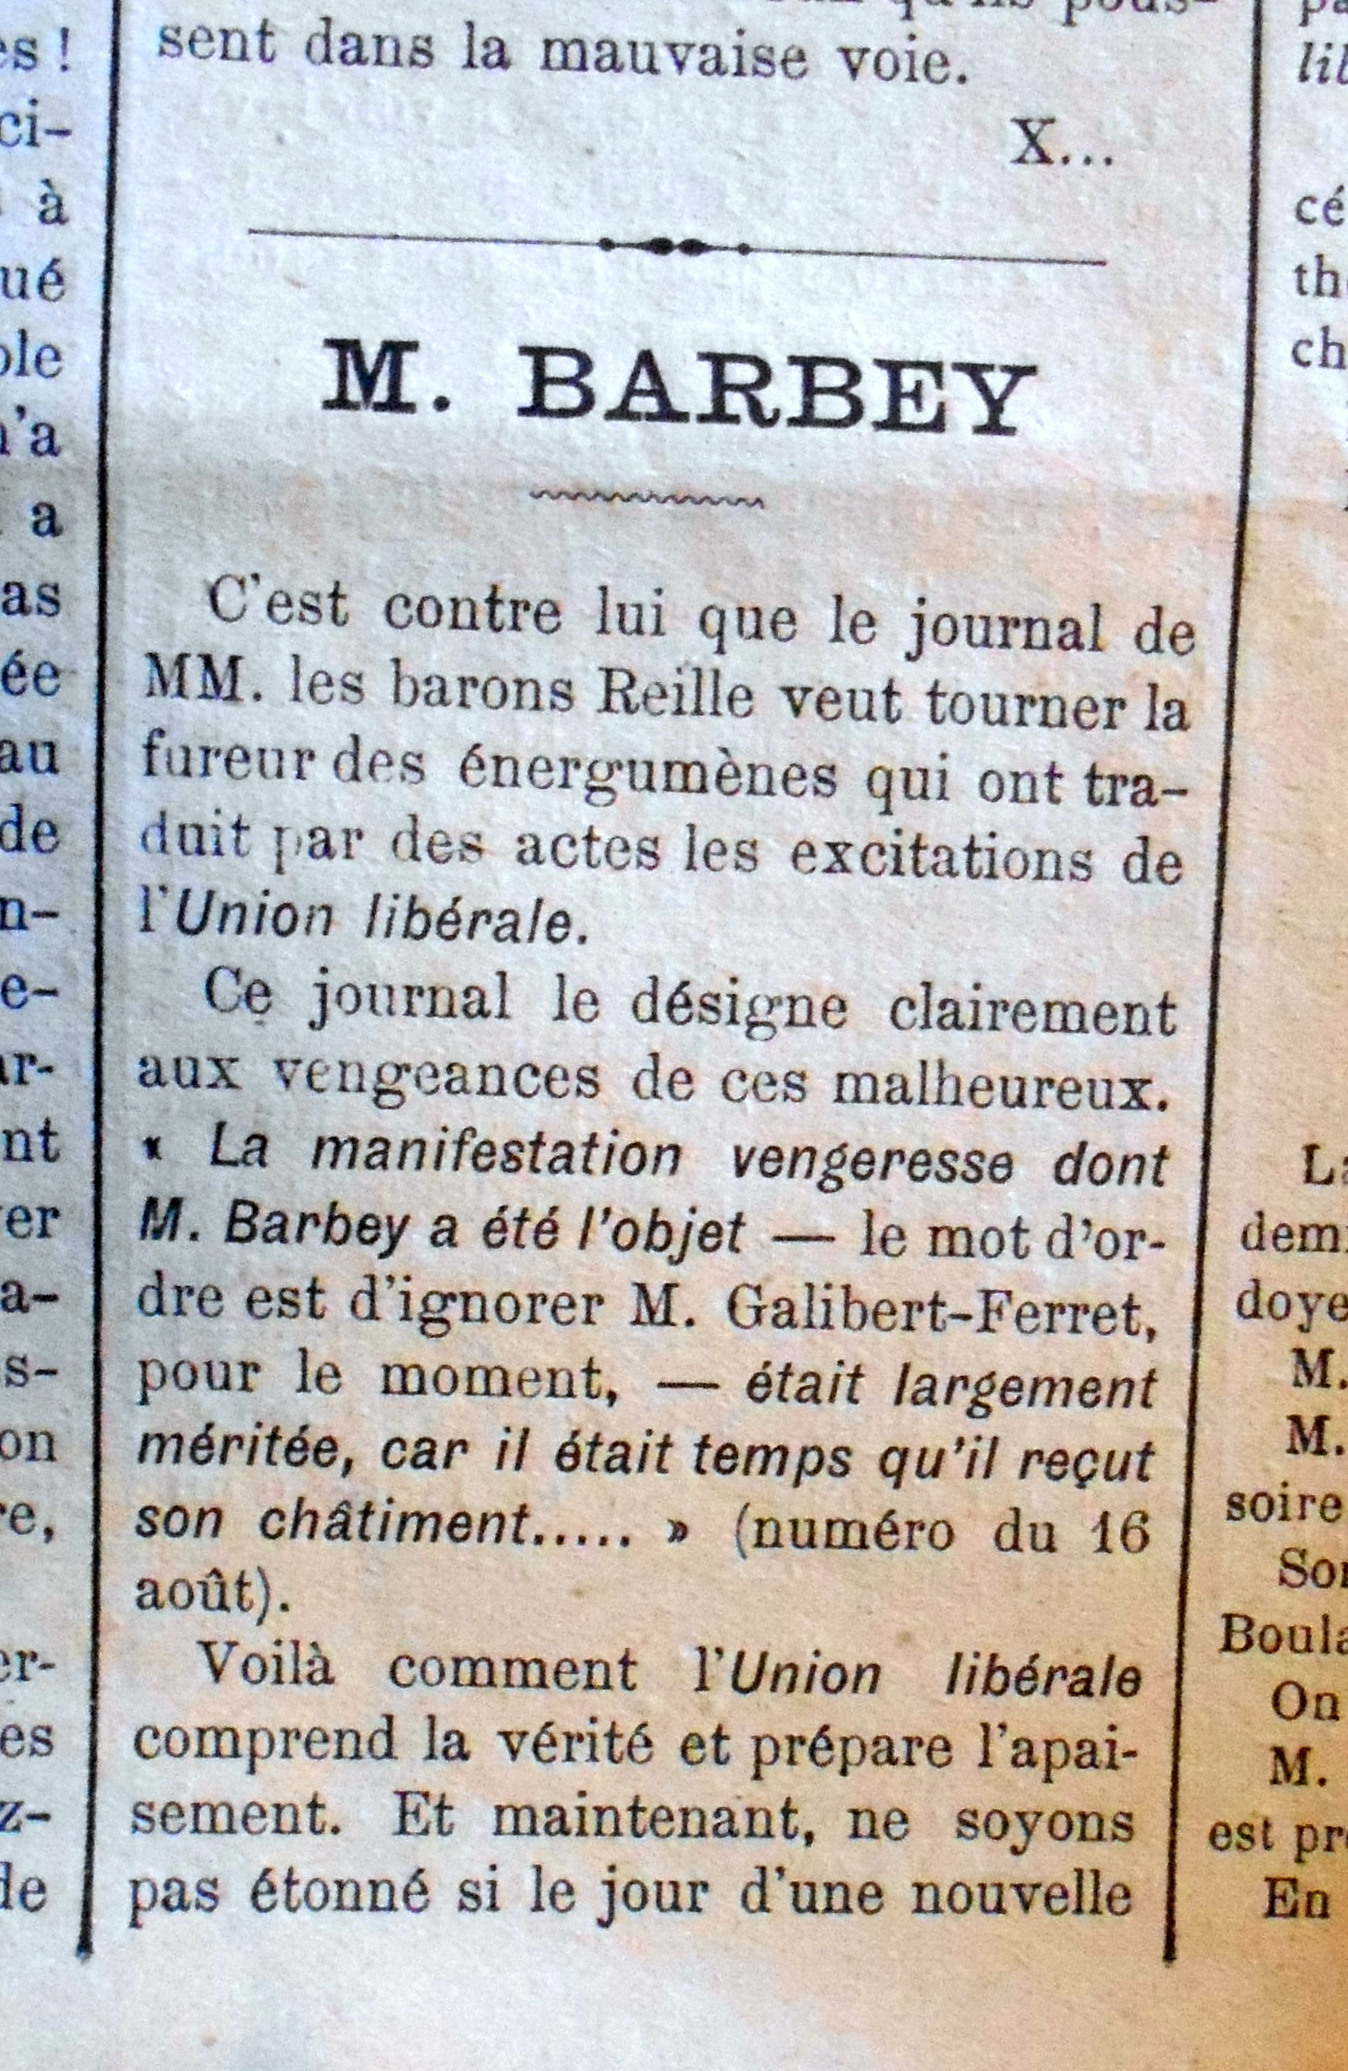 sent dans la mauvaise voie.
X...
M. BARBEY
C'est contre lui que le journal de
MM. les barons Reille veut tourner la
fureur des énergumènes qui ont tra-
duit par des actes les excitations de
l'Union libérale.
Ce journal le désigne clairement
aux vengeances de ces malheureux.
« La manifestation vengeresse dont
M. Barbey a été l'objet — le mot d'or-
dre est d'ignorer M. Galibert-Ferret,
pour le moment, — était largement
méritée, car il était temps qu'il reçut
son châtiment..... » (numéro du 16
août).
Voilà comment l'Union libérale
comprend la vérité et prépare l'apai-
sement. Et maintenant, ne soyons
pas étonné si le jour d'une nouvelle